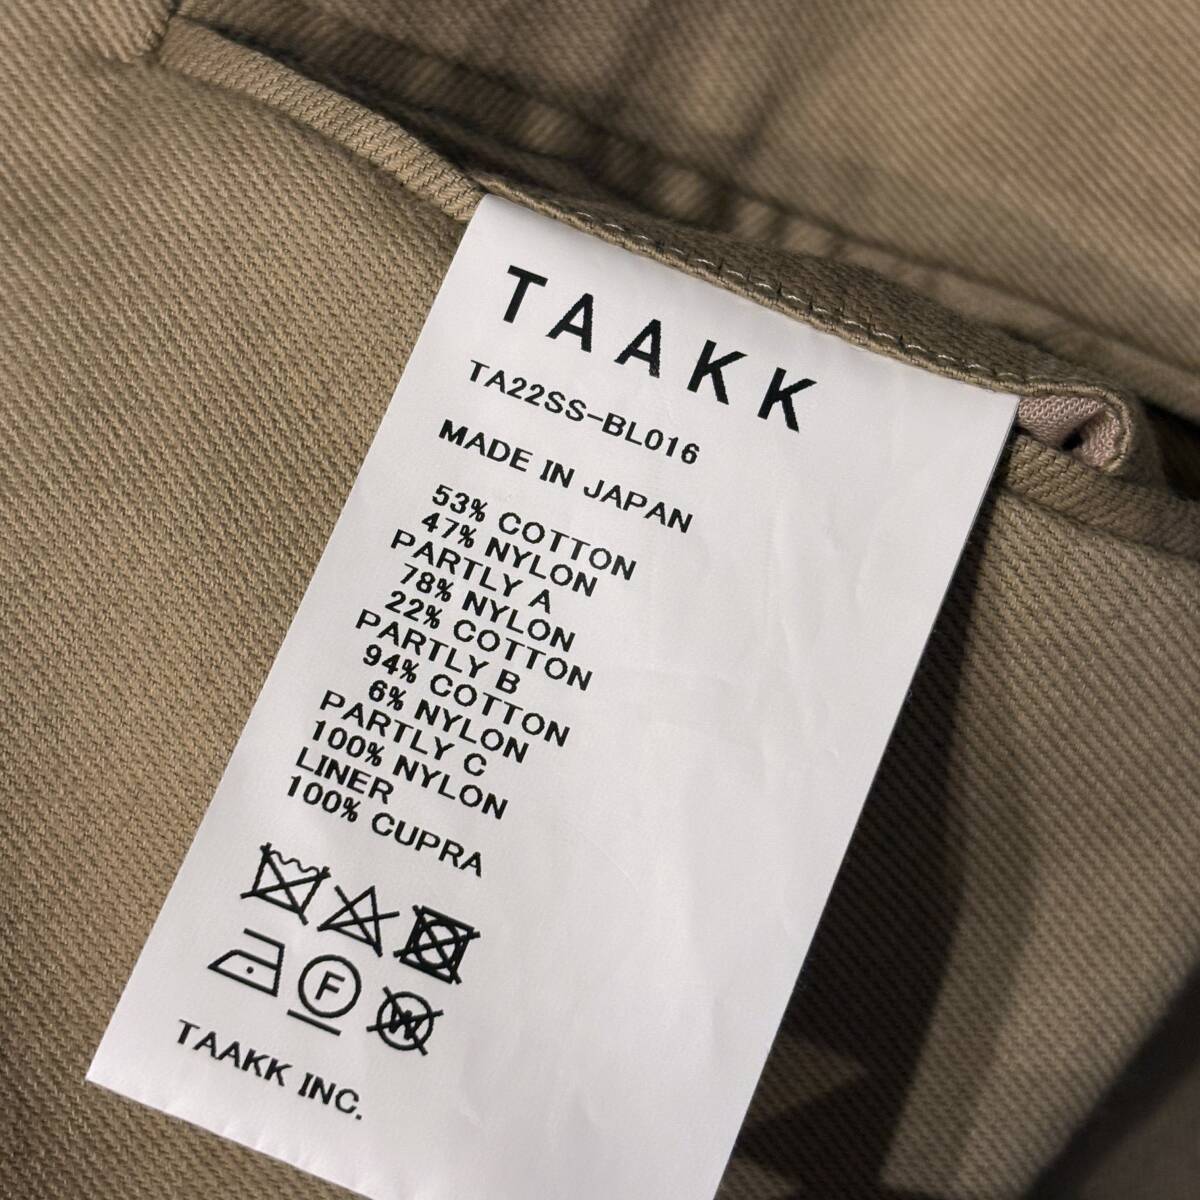 TAAKK
TA22SS-BL016
MADE IN JAPAN
53% COTTON
47% NYLON
PARTLY A
78% NYLON
22% COTTON
PARTLY B
94% COTTON
6% NYLON
PARTLY C
100% NYLON
LINER
100% CUPRA
F
W
TAAKK INC.